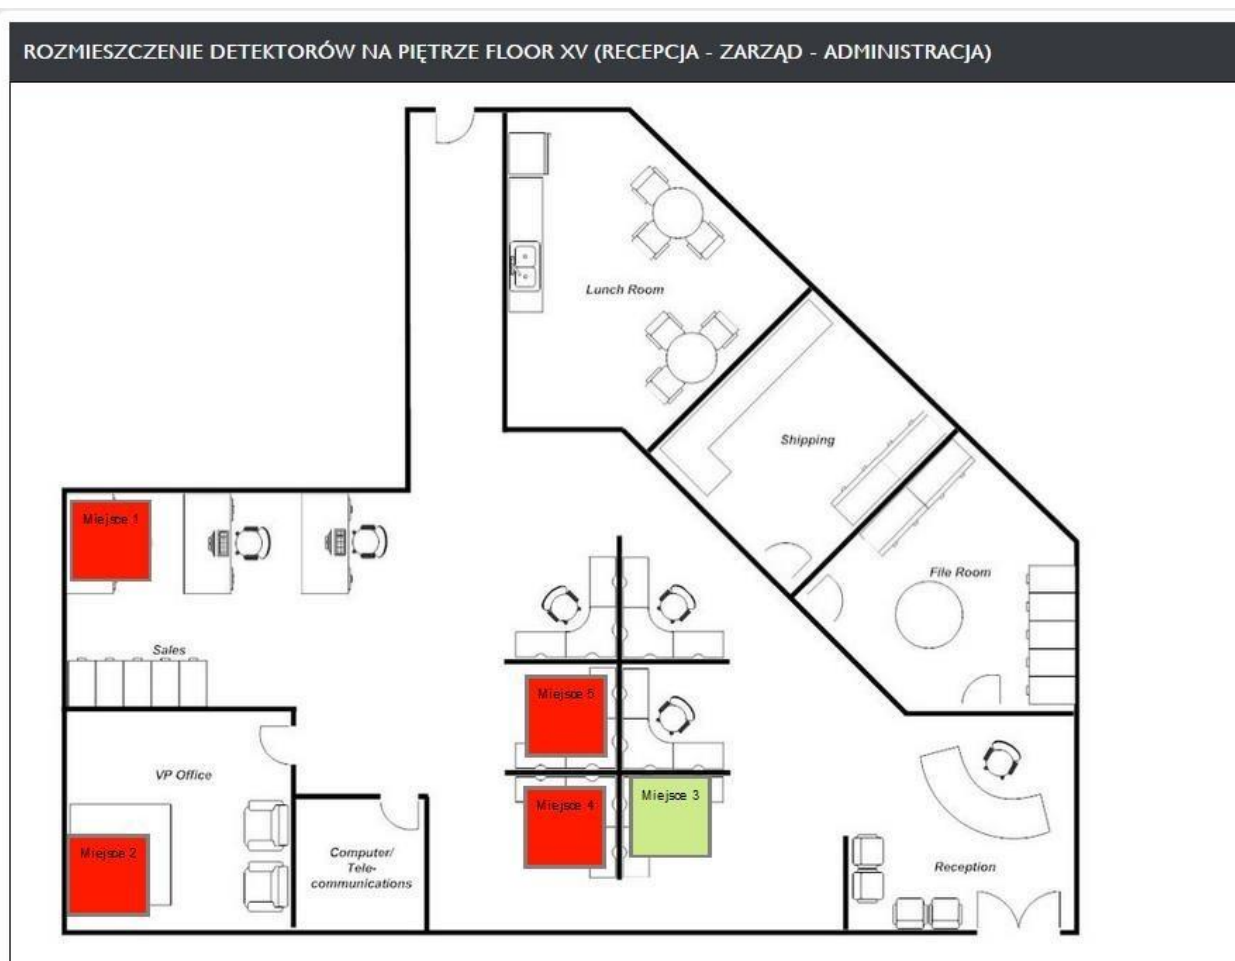 ROZMIESZCZENIE DETEKTORÓW NA PIĘTRZE FLOOR XV (RECEPCJA - ZARZĄD - ADMINISTRACJA)
Lunch Room
Shipping
Miejsce 1
File Room
Sales
Miejsce 5
VP Office
Miejsce 4
Miejsce 3
Miejsce 2
Computer/
Tele-
communications
Reception